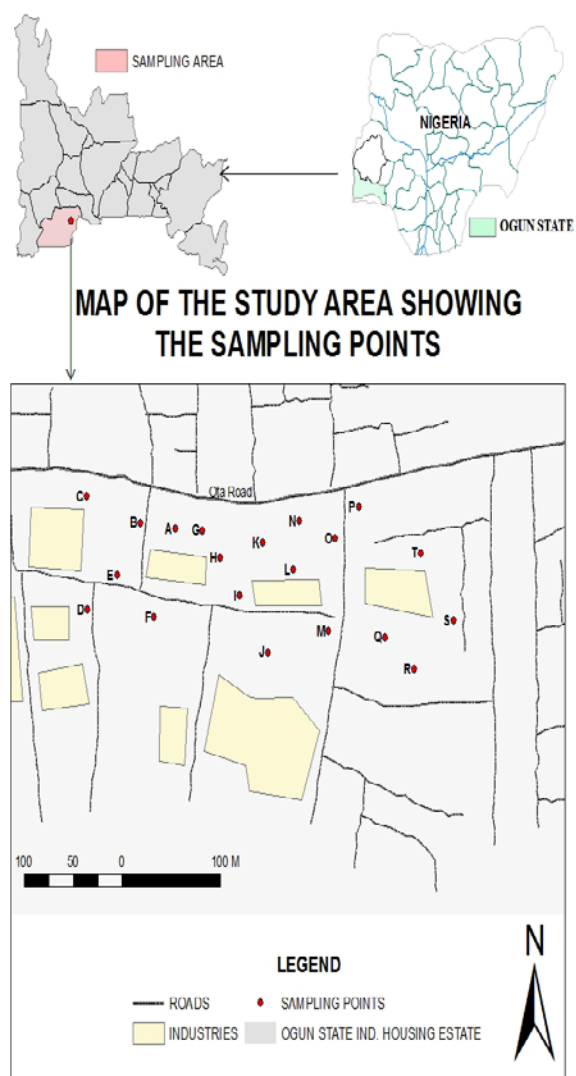 SAMPLING AREA
NIGERIA
OGUN STATE
MAP OF THE STUDY AREA SHOWING
THE SAMPLING POINTS
Ota Road
C
P
B
A
G
N
O
K
H
T
L
E
I
D
F
S
M
Q
J
R
100 50 0 100 M
N
LEGEND
ROADS
SAMPLING POINTS
INDUSTRIES
OGUN STATE IND. HOUSING ESTATE